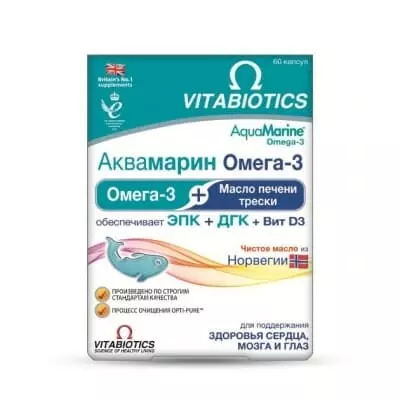 60 капсул
Britain's No.1
supplements
VITABIOTICS
AquaMarine®
Omega-3
Аквамарин Омега-3
Омега-3 + Масло печени
трески
обеспечивает ЭПК + ДГК + Вит D3
Чистое масло из
Норвегии
ПРОИЗВЕДЕНО ПО СТРОГИМ
СТАНДАРТАМ КАЧЕСТВА
ПРОЦЕСС ОЧИЩЕНИЯ OPTI-PURE™
для поддержания
ЗДОРОВЬЯ СЕРДЦА,
МОЗГА И ГЛАЗ
VITABIOTICS
SCIENCE OF HEALTHY LIVING